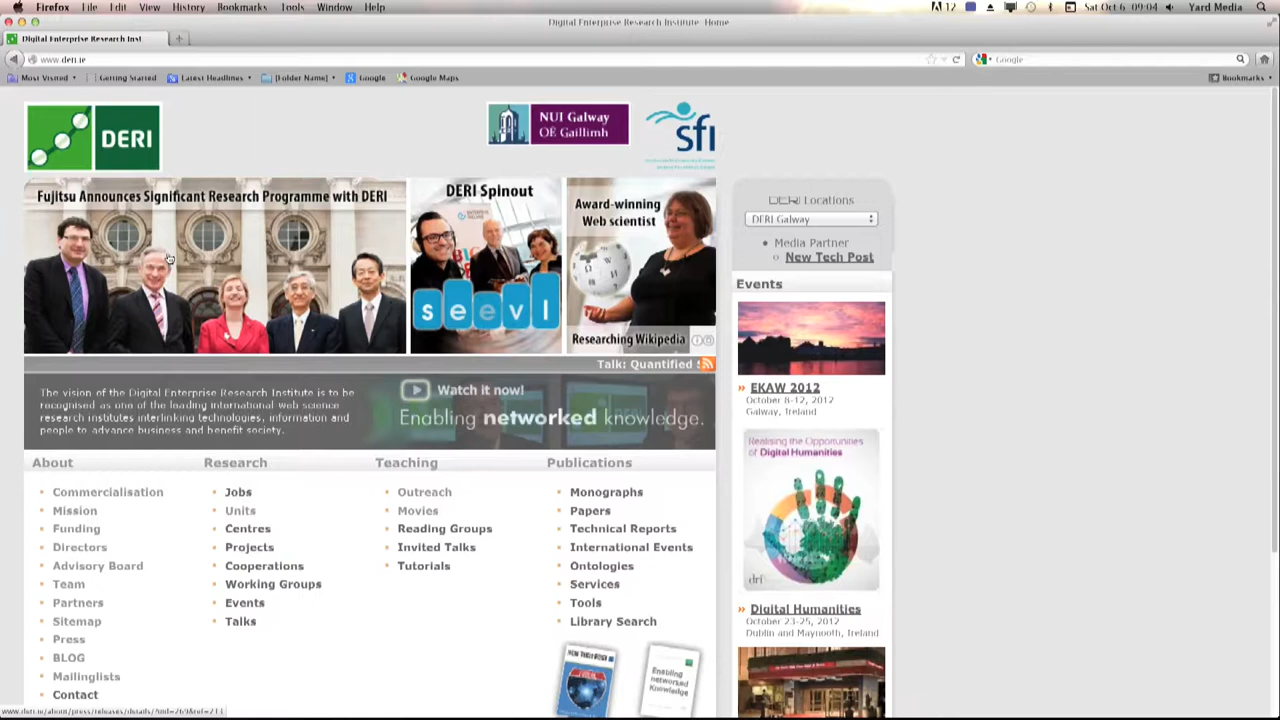 Firefox File Edit View History Bookmarks Tools Window Help
12 Sat Oct 6 09:04 Yard Media
Digital Enterprise Research Institute Home
Digital Enterprise Research Inst
www.deri.ie
Google
Most Visited Getting Started Latest Headlines [Folder Name] Google Google Maps Bookmarks
DERI
NUI Galway
OÉ Gaillimh
sfi
Fujitsu Announces Significant Research Programme with DERI
DERI Spinout
seevl
Award-winning
Web scientist
Researching Wikipedia
Talk: Quantified S
The vision of the Digital Enterprise Research Institute is to be
recognised as one of the leading international web science
research institutes interlinking technologies, information and
people to advance business and benefit society.
Watch it now!
Enabling networked knowledge.
About
Commercialisation
Mission
Funding
Directors
Advisory Board
Team
Partners
Sitemap
Press
BLOG
Mailinglists
Contact
Research
Jobs
Units
Centres
Projects
Cooperations
Working Groups
Events
Talks
Teaching
Outreach
Movies
Reading Groups
Invited Talks
Tutorials
Publications
Monographs
Papers
Technical Reports
International Events
Ontologies
Services
Tools
Library Search
Enabling
networked
Knowledge
DERI Locations
DERI Galway
Media Partner
New Tech Post
Events
EKAW 2012
October 8-12, 2012
Galway, Ireland
Realising the Opportunities
of Digital Humanities
dri
Digital Humanities
October 23-25, 2012
Dublin and Maynooth, Ireland